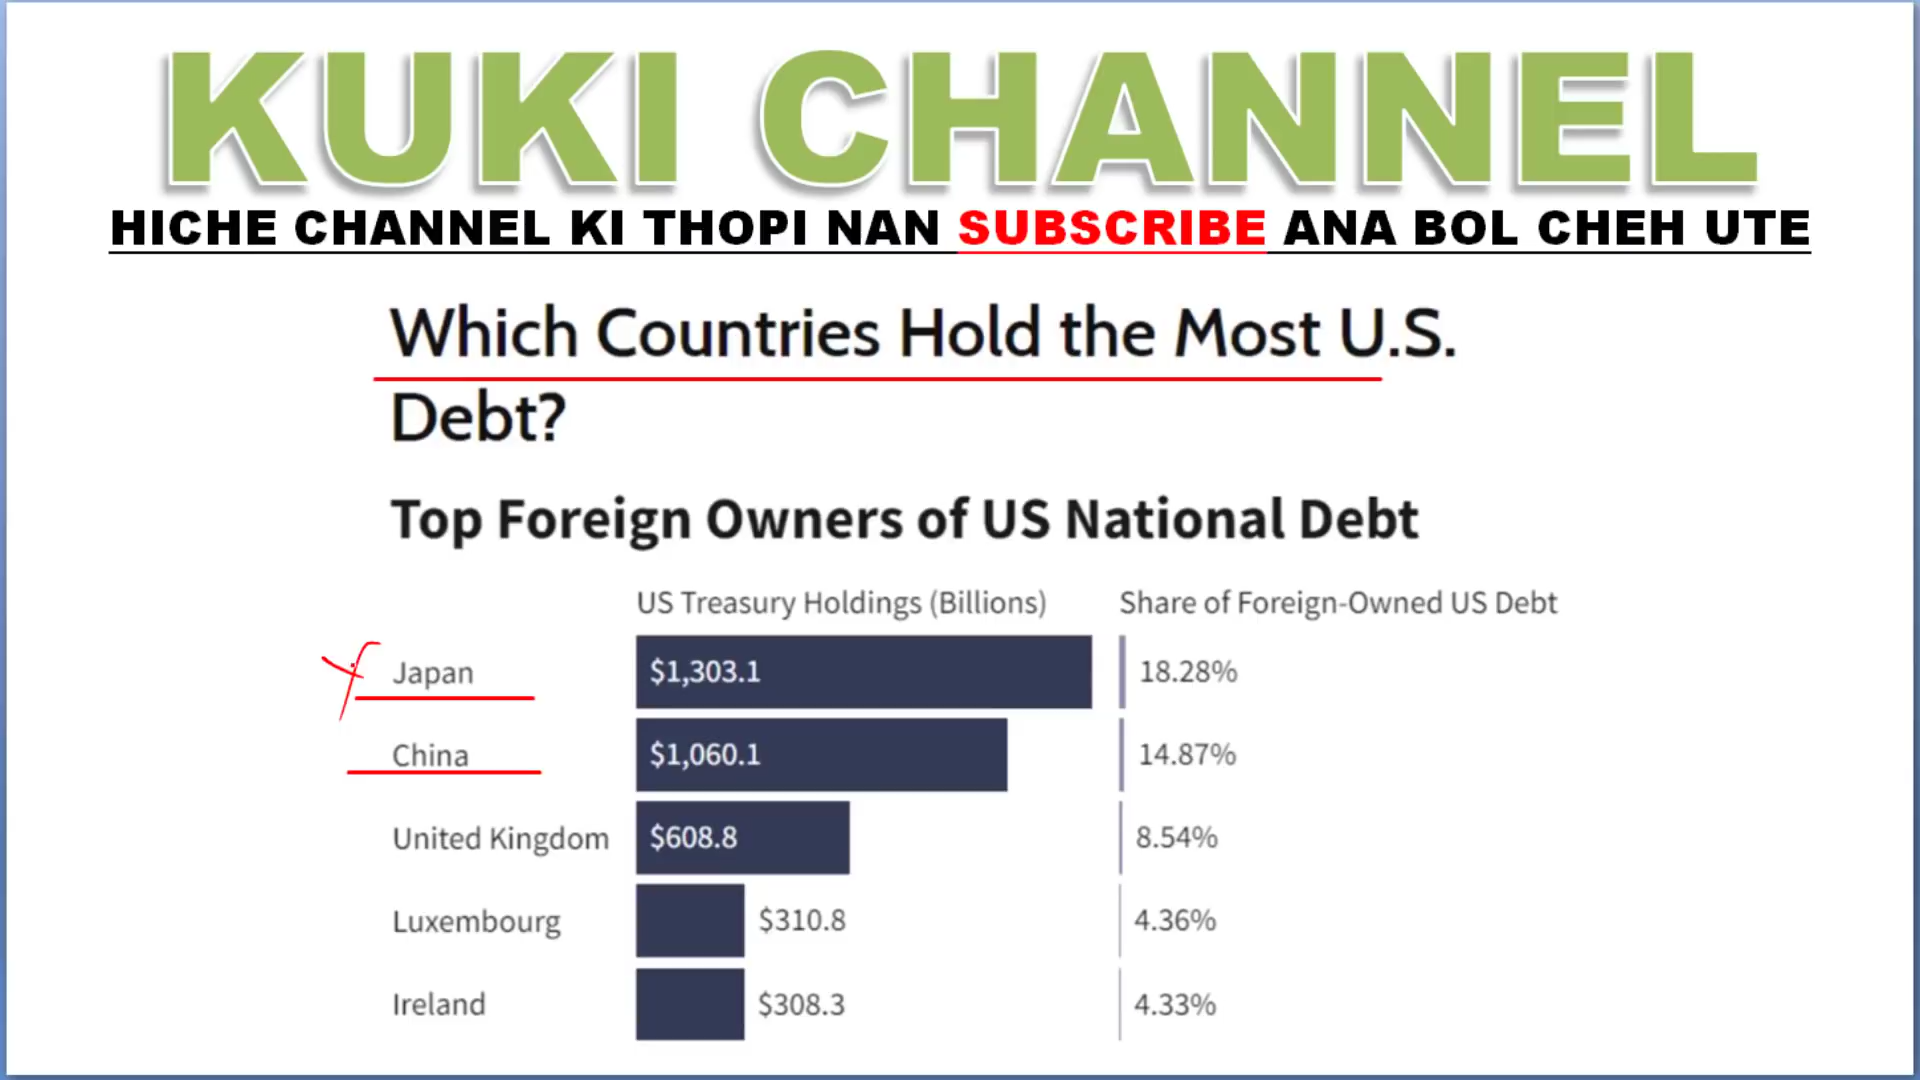 KUKI CHANNEL
HICHE CHANNEL KI THOPI NAN SUBSCRIBE ANA BOL CHEH UTE
Which Countries Hold the Most U.S.
Debt?
Top Foreign Owners of US National Debt
US Treasury Holdings (Billions) Share of Foreign-Owned US Debt
Japan $1,303.1 18.28%
China $1,060.1 14.87%
United Kingdom $608.8 8.54%
Luxembourg $310.8 4.36%
Ireland $308.3 4.33%